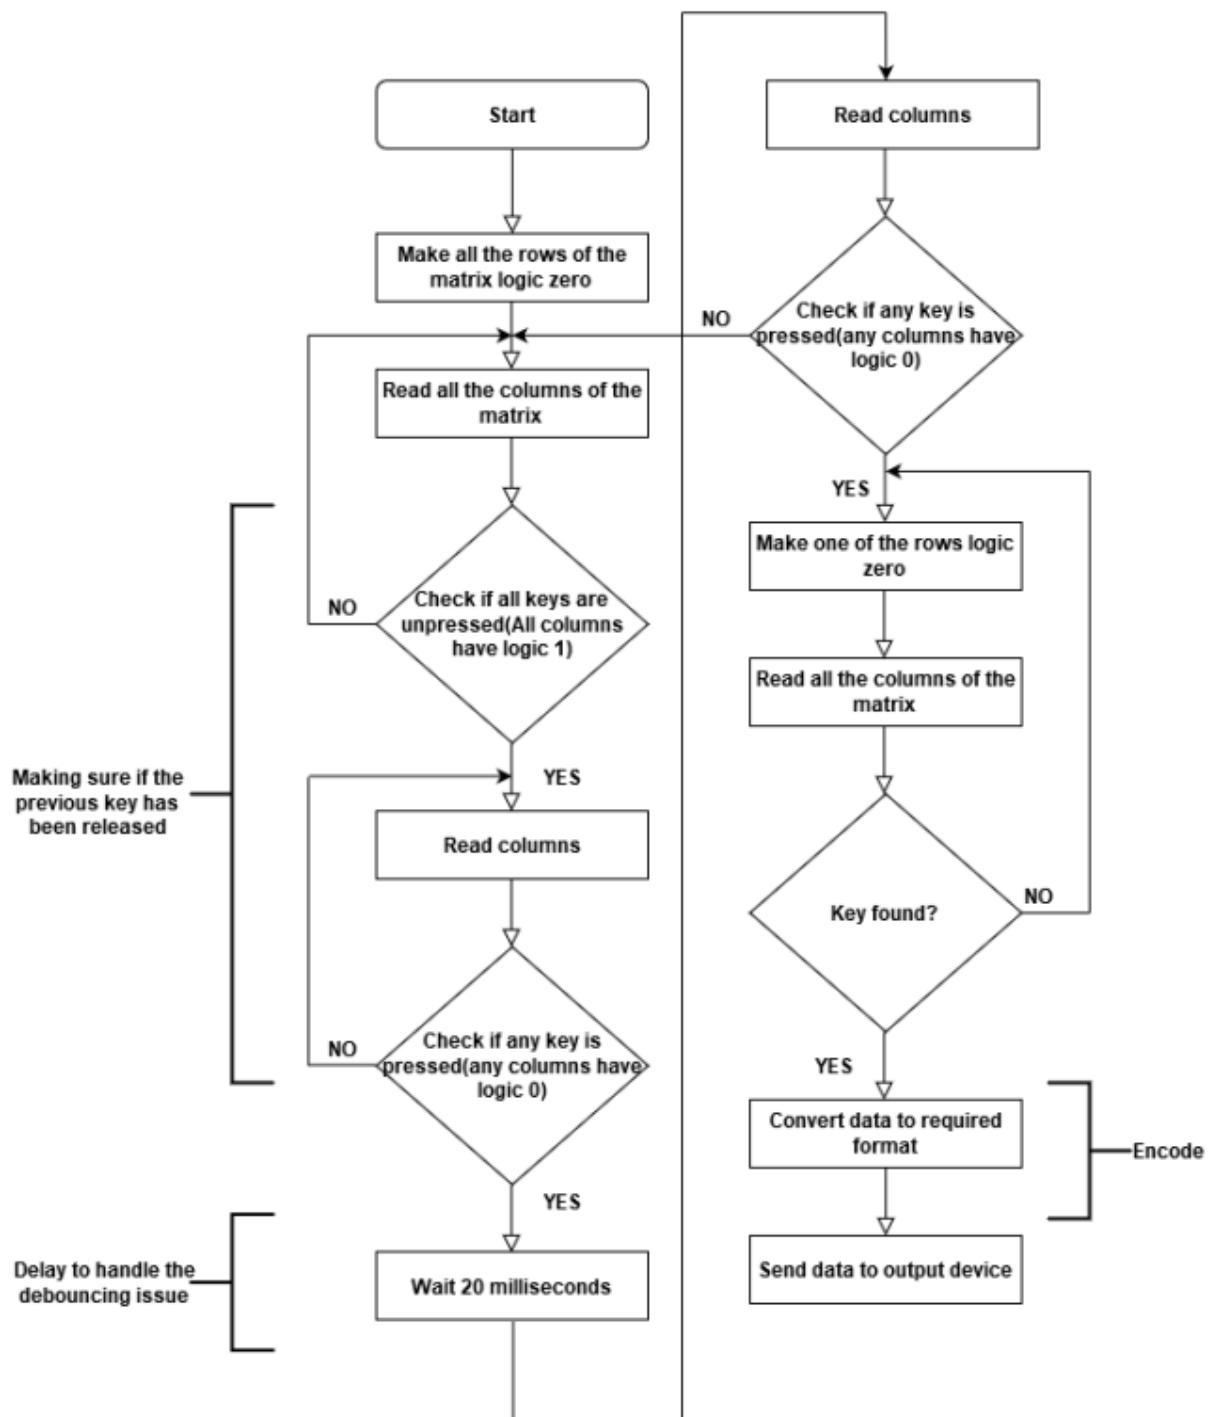 Start
Make all the rows of the
matrix logic zero
Read all the columns of the
matrix
Check if all keys are
unpressed(All columns
have logic 1)
NO
YES
Making sure if the
previous key has
been released
Read columns
Check if any key is
pressed(any columns have
logic 0)
NO
YES
Delay to handle the
debouncing issue
Wait 20 milliseconds
Read columns
Check if any key is
pressed(any columns have
logic 0)
NO
YES
Make one of the rows logic
zero
Read all the columns of the
matrix
Key found?
NO
YES
Convert data to required
format
Encode
Send data to output device